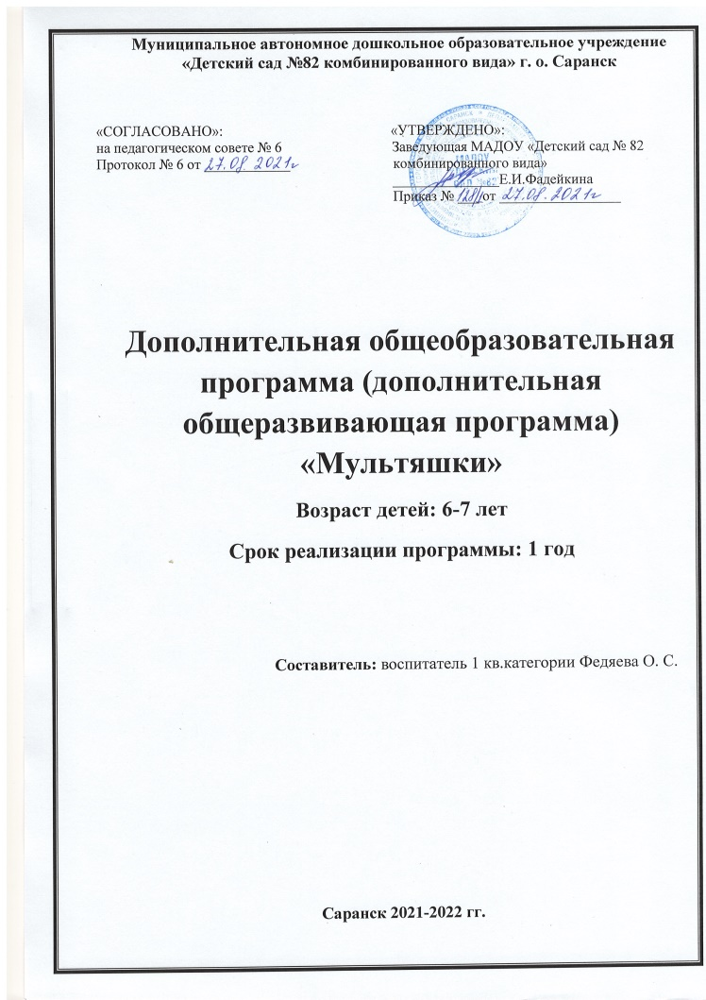 Муниципальное автономное дошкольное образовательное учреждение
«Детский сад №82 комбинированного вида» г. о. Саранск
«СОГЛАСОВАНО»:
на педагогическом совете № 6
Протокол № 6 от 27.08.2021г
«УТВЕРЖДЕНО»:
Заведующая МАДОУ «Детский сад № 82
комбинированного вида»
Е.И.Фадейкина
Приказ № от 27.08.2021г
Дополнительная общеобразовательная
программа (дополнительная
общеразвивающая программа)
«Мультяшки»
Возраст детей: 6-7 лет
Срок реализации программы: 1 год
Составитель: воспитатель 1 кв.категории Федяева О. С.
Саранск 2021-2022 гг.